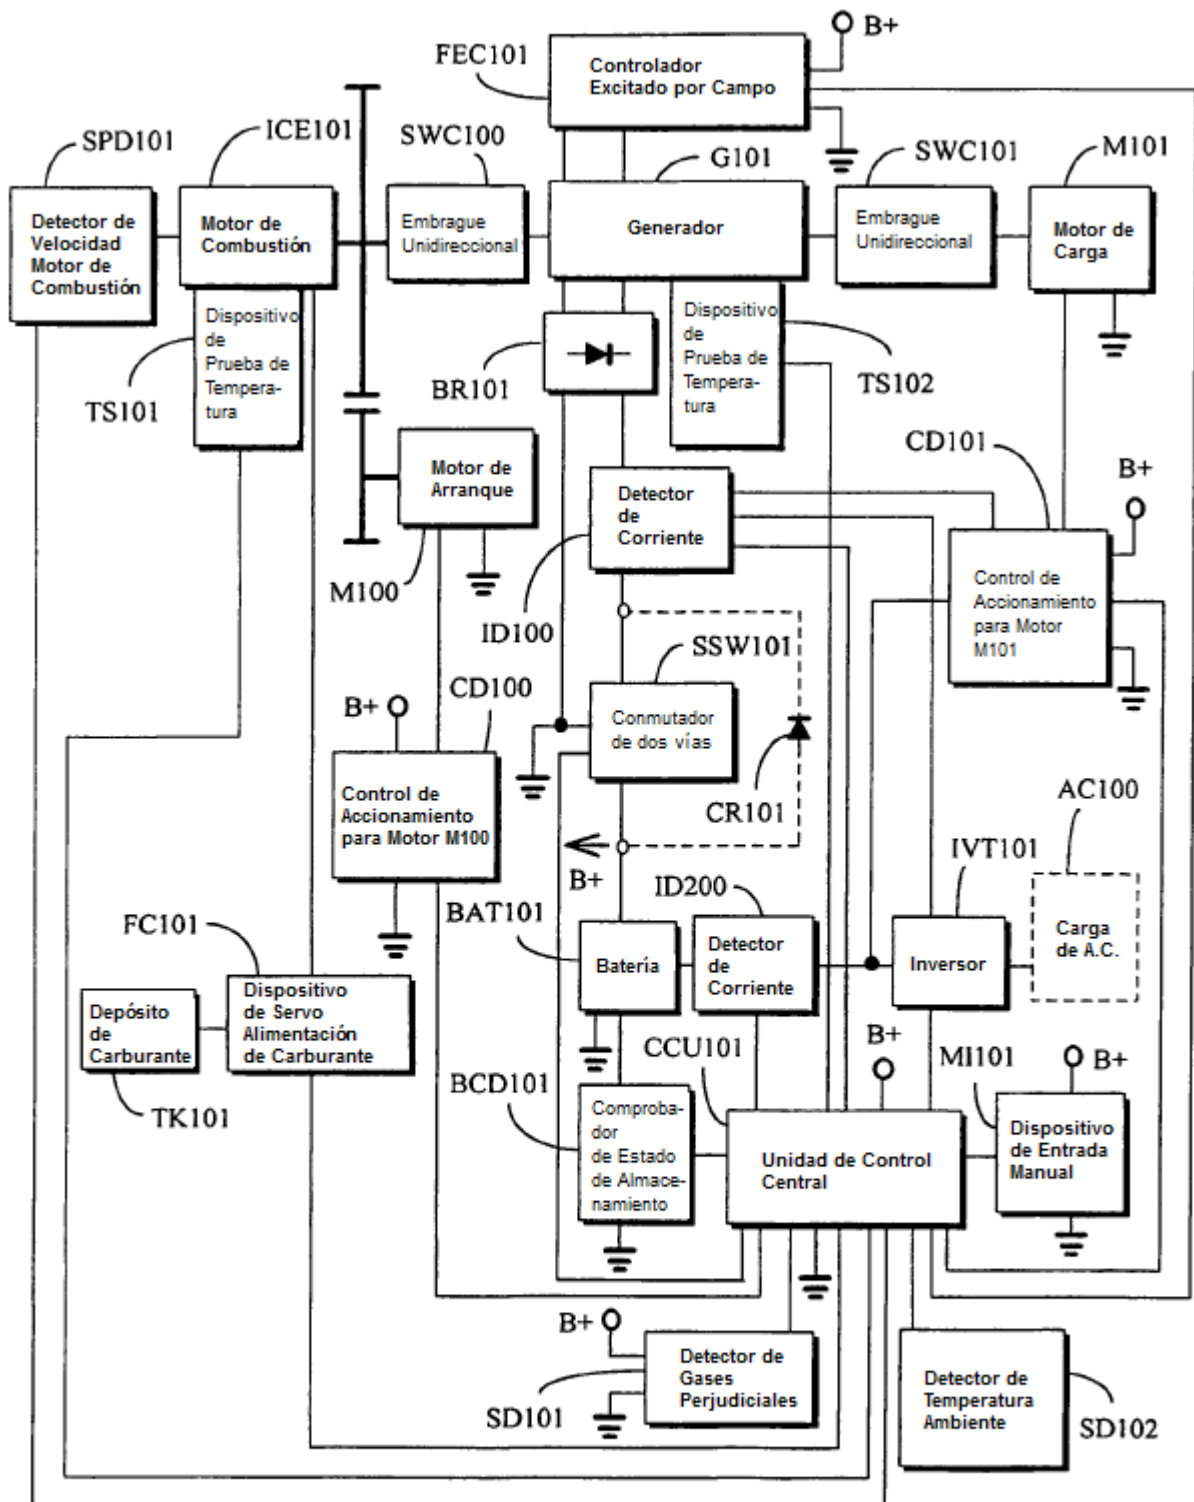 B+
FEC101
Controlador
Excitado por Campo
SPD101
ICE101
SWC100
G101
SWC101
M101
Detector de
Velocidad
Motor de
Combustión
Motor de
Combustión
Embrague
Unidireccional
Generador
Embrague
Unidireccional
Motor de
Carga
Dispositivo
de
Prueba de
Tempera-
tura
TS101
BR101
Dispositivo
de
Prueba de
Tempera-
tura
TS102
Motor de
Arranque
M100
Detector
de
Corriente
ID100
CD101
B+
Control de
Accionamiento
para Motor
M101
SSW101
Conmutador
de dos vías
CR101
B+
CD100
B+
Control de
Accionamiento
para Motor M100
AC100
IVT101
Carga
de A.C.
ID200
BAT101
Batería
Detector
de
Corriente
Inversor
FC101
Depósito
de
Carburante
Dispositivo
de Servo
Alimentación
de Carburante
TK101
CCU101
B+
MI101
B+
BCD101
Comproba-
dor
de Estado
de Almace-
namiento
Unidad de Control
Central
Dispositivo
de Entrada
Manual
B+
SD101
Detector de
Gases
Perjudiciales
Detector de
Temperatura
Ambiente
SD102